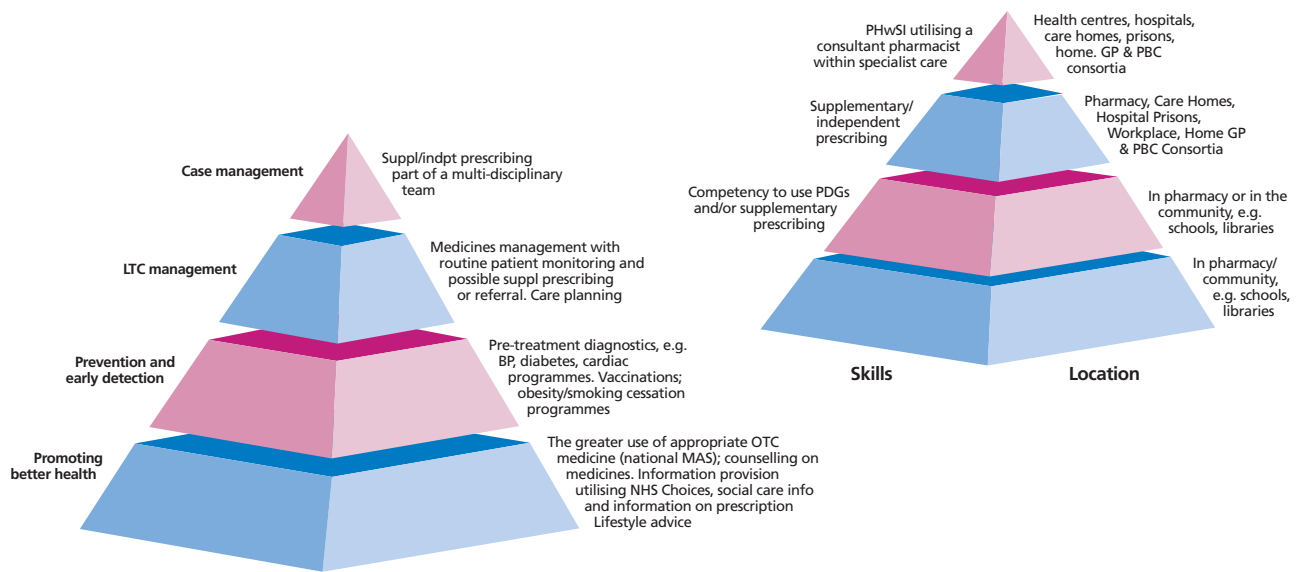 Case management
Suppl/indpt prescribing
part of a multi-disciplinary
team
LTC management
Medicines management with
routine patient monitoring and
possible suppl prescribing
or referral. Care planning
Prevention and
early detection
Pre-treatment diagnostics, e.g.
BP, diabetes, cardiac
programmes. Vaccinations;
obesity/smoking cessation
programmes
Promoting
better health
The greater use of appropriate OTC
medicine (national MAS); counselling on
medicines. Information provision
utilising NHS Choices, social care info
and information on prescription
Lifestyle advice
PHwSI utilising a
consultant pharmacist
within specialist care
Health centres, hospitals,
care homes, prisons,
home. GP & PBC
consortia
Supplementary/
independent
prescribing
Pharmacy, Care Homes,
Hospital Prisons,
Workplace, Home GP
& PBC Consortia
Competency to use PDGs
and/or supplementary
prescribing
In pharmacy or in the
community, e.g.
schools, libraries
In pharmacy/
community,
e.g. schools,
libraries
Skills
Location